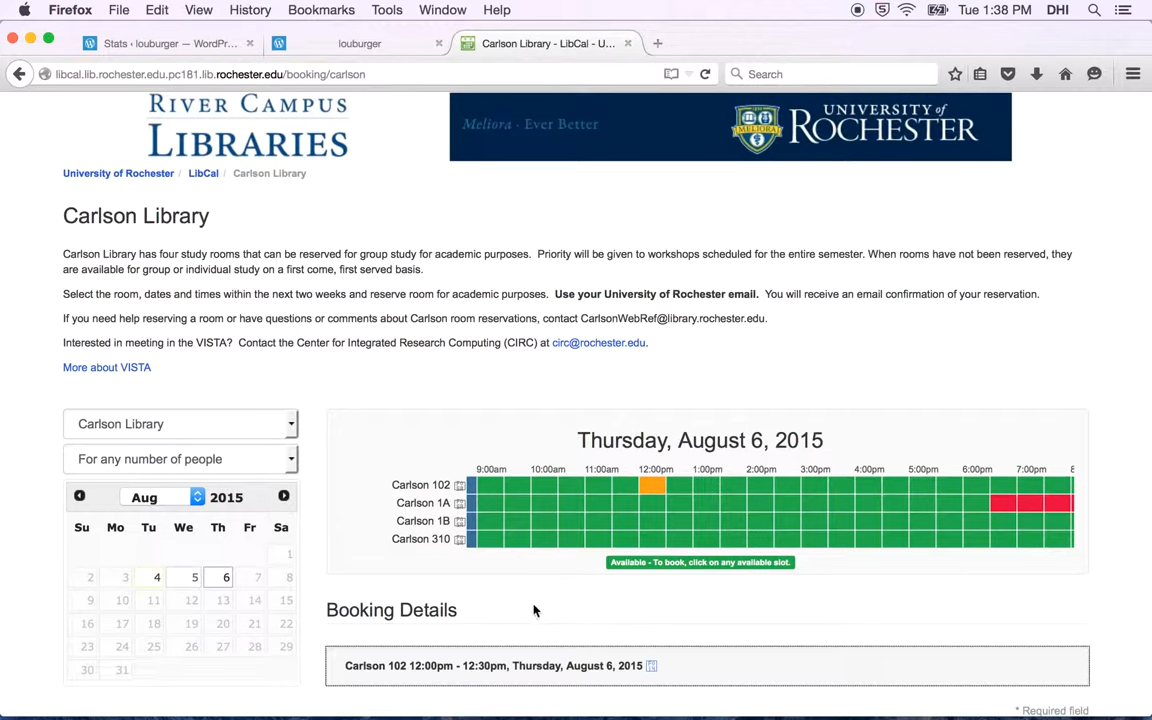 Firefox File Edit View History Bookmarks Tools Window Help Tue 1:38 PM DHI
Stats ‹ louburger — WordPr... × louburger × Carlson Library - LibCal - U... × +
libcal.lib.rochester.edu.pc181.lib.rochester.edu/booking/carlson Search
RIVER CAMPUS
LIBRARIES
Meliora - Ever Better
UNIVERSITY of
ROCHESTER
MELIORA
University of Rochester / LibCal / Carlson Library
Carlson Library
Carlson Library has four study rooms that can be reserved for group study for academic purposes. Priority will be given to workshops scheduled for the entire semester. When rooms have not been reserved, they
are available for group or individual study on a first come, first served basis.
Select the room, dates and times within the next two weeks and reserve room for academic purposes. Use your University of Rochester email. You will receive an email confirmation of your reservation.
If you need help reserving a room or have questions or comments about Carlson room reservations, contact CarlsonWebRef@library.rochester.edu.
Interested in meeting in the VISTA? Contact the Center for Integrated Research Computing (CIRC) at circ@rochester.edu.
More about VISTA
Carlson Library
For any number of people
Aug 2015
Su Mo Tu We Th Fr Sa
1
2 3 4 5 6 7 8
9 10 11 12 13 14 15
16 17 18 19 20 21 22
23 24 25 26 27 28 29
30 31
Thursday, August 6, 2015
9:00am 10:00am 11:00am 12:00pm 1:00pm 2:00pm 3:00pm 4:00pm 5:00pm 6:00pm 7:00pm 8
Carlson 102
Carlson 1A
Carlson 1B
Carlson 310
Available - To book, click on any available slot.
Booking Details
Carlson 102 12:00pm - 12:30pm, Thursday, August 6, 2015
* Required field